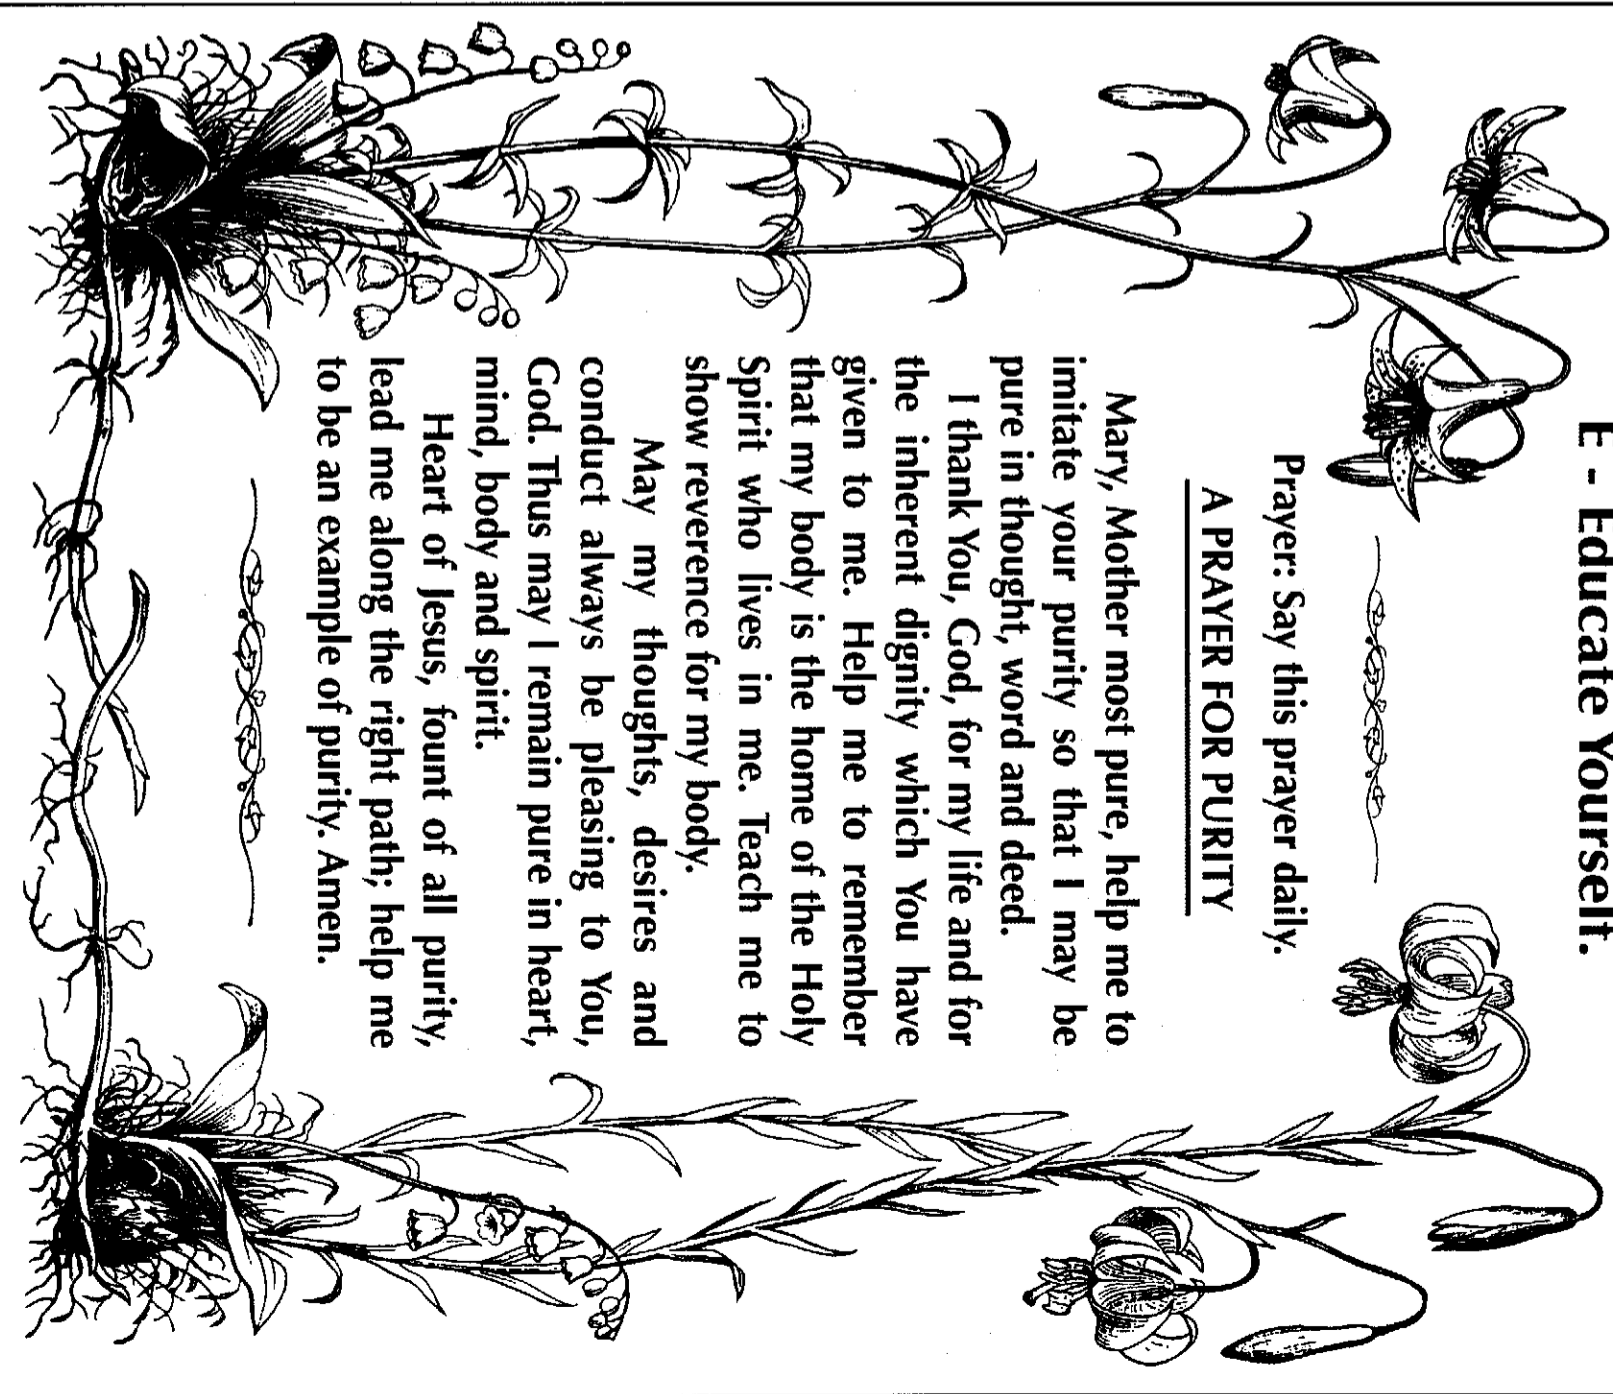 E - Educate Yourself.
Prayer: Say this prayer daily.
A PRAYER FOR PURITY
Mary, Mother most pure, help me to
imitate your purity so that I may be
pure in thought, word and deed.
I thank You, God, for my life and for
the inherent dignity which You have
given to me. Help me to remember
that my body is the home of the Holy
Spirit who lives in me. Teach me to
show reverence for my body.
May my thoughts, desires and
conduct always be pleasing to You,
God. Thus may I remain pure in heart,
mind, body and spirit.
Heart of Jesus, fount of all purity,
lead me along the right path; help me
to be an example of purity. Amen.